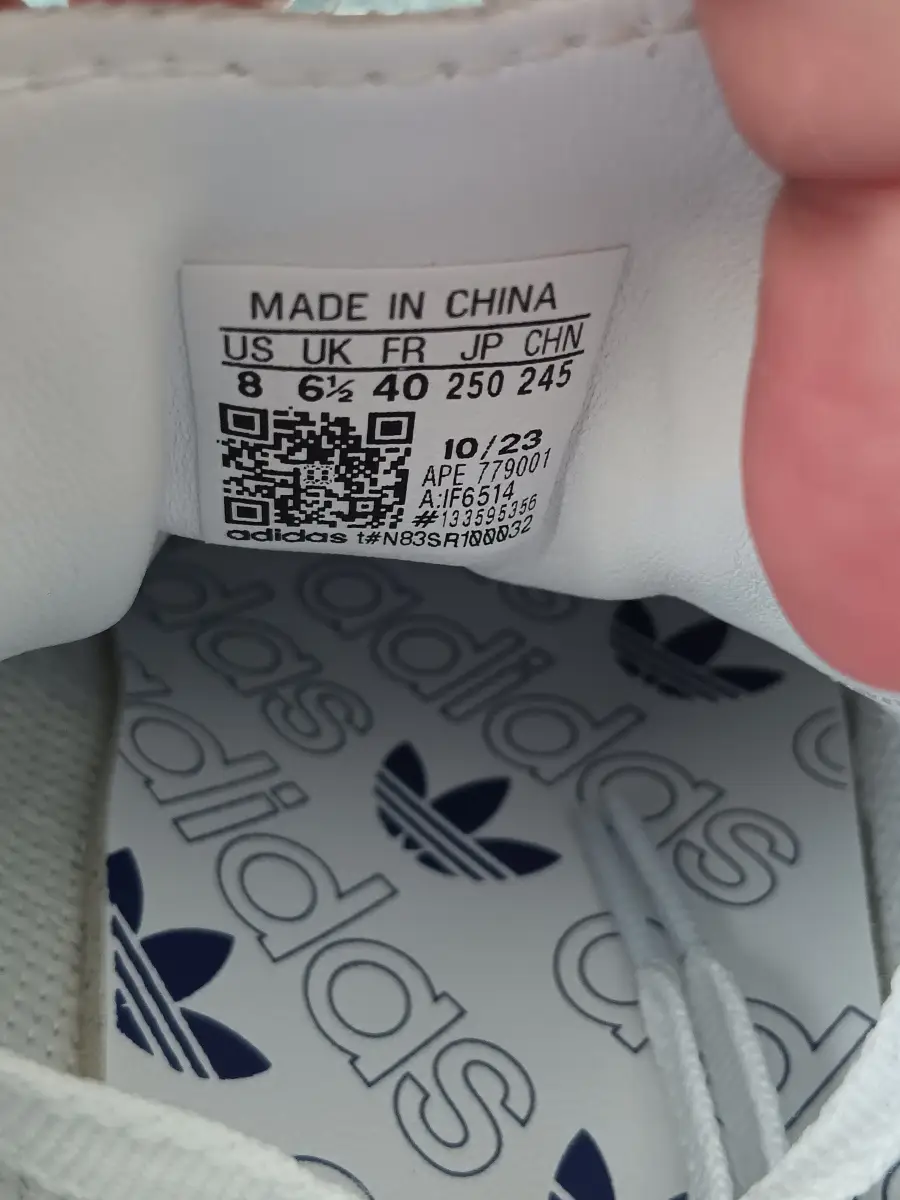 MADE IN CHINA
US UK FR JP CHN
8 6½ 40 250 245
10/23
APE 779001
A:IF6514
#133595356
adidas t#N83SR100032
adidas
adidas
adidas